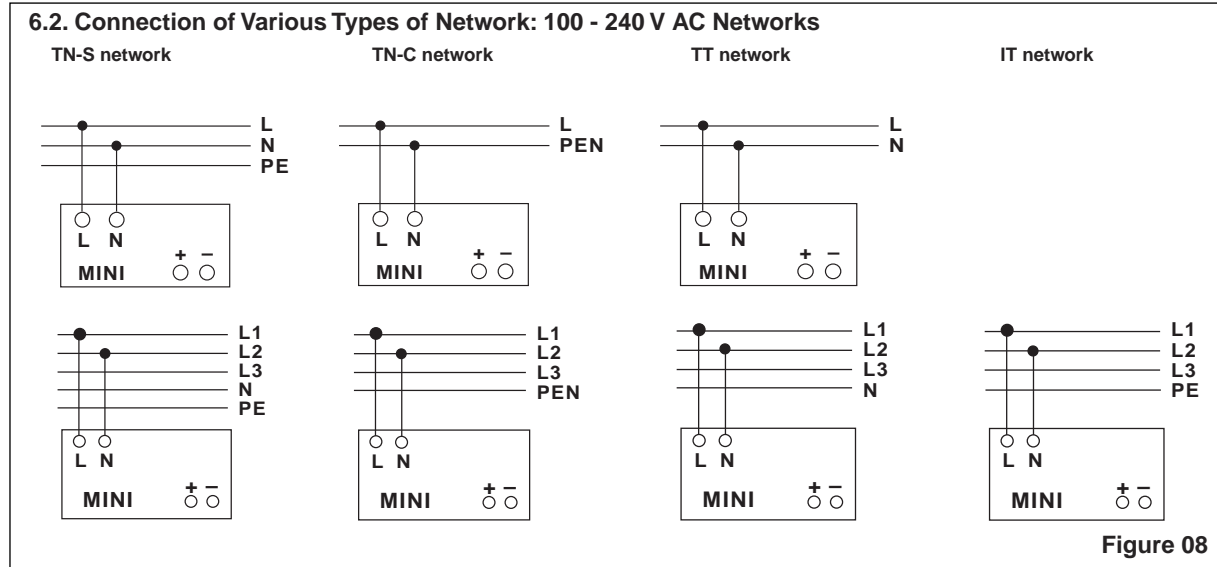 6.2. Connection of Various Types of Network: 100 - 240 V AC Networks
TN-S network
TN-C network
TT network
IT network
L
N
PE
L N
+ −
MINI
L
PEN
L N
+ −
MINI
L
N
L N
+ −
MINI
L1
L2
L3
N
PE
L N
+ −
MINI
L1
L2
L3
PEN
L N
+ −
MINI
L1
L2
L3
N
L N
+ −
MINI
L1
L2
L3
PE
L N
+ −
MINI
Figure 08